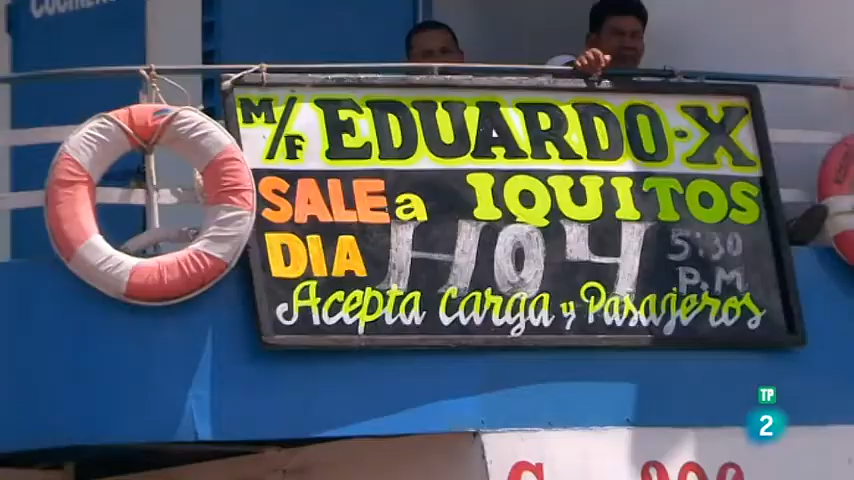 M/F EDUARDO-X
SALE a IQUITOS
DIA HOY 5:30 P.M
Acepta Carga y Pasajeros
TP
2